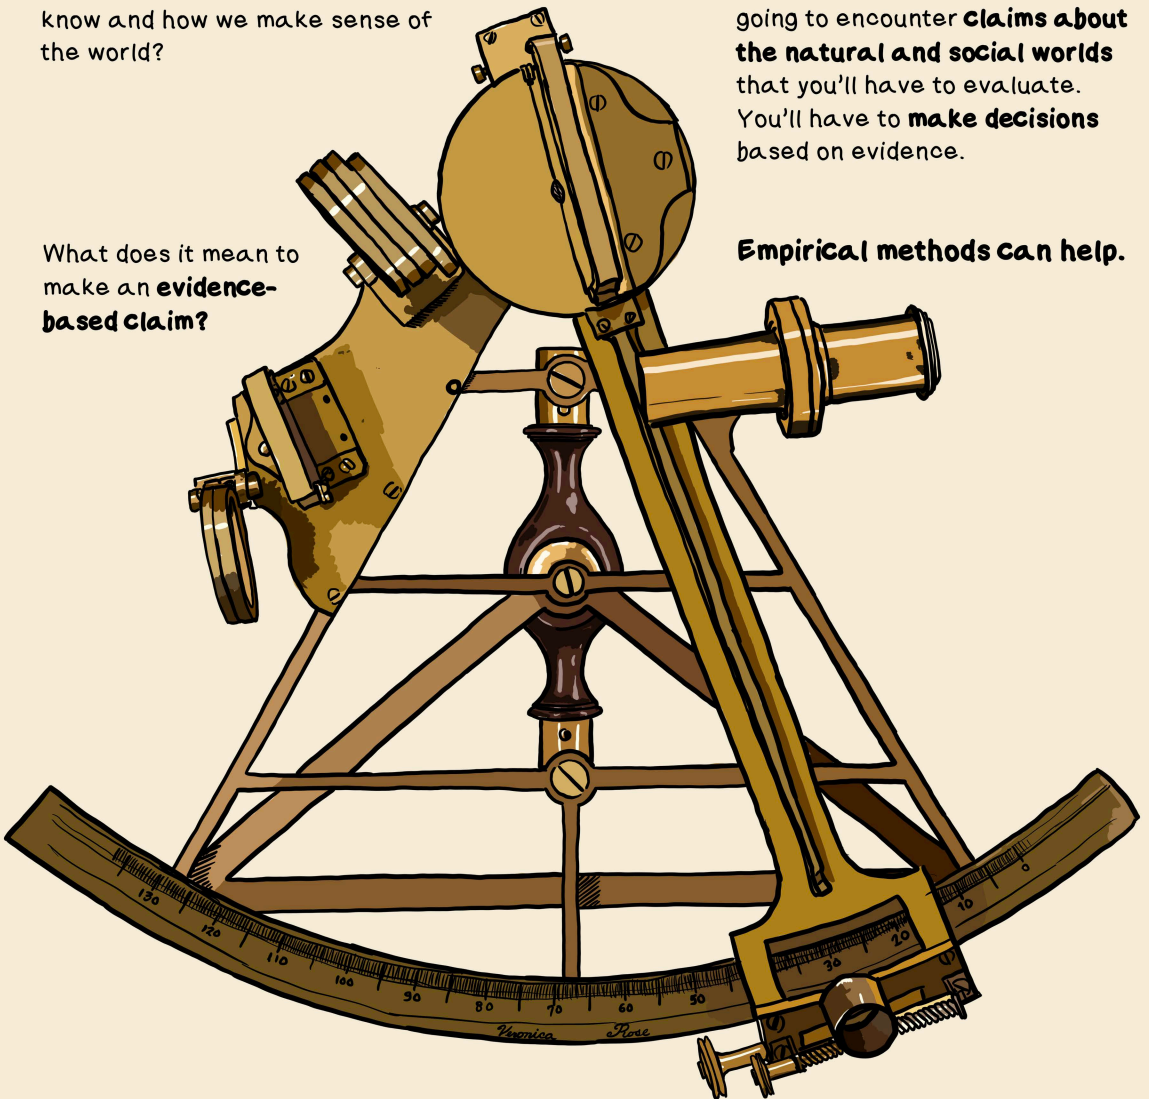 know and how we make sense of
the world?
What does it mean to
make an evidence-
based claim?
going to encounter claims about
the natural and social worlds
that you'll have to evaluate.
You'll have to make decisions
based on evidence.
Empirical methods can help.
130
120
110
100
90
80
70
60
50
30
20
10
0
Veronica Rose